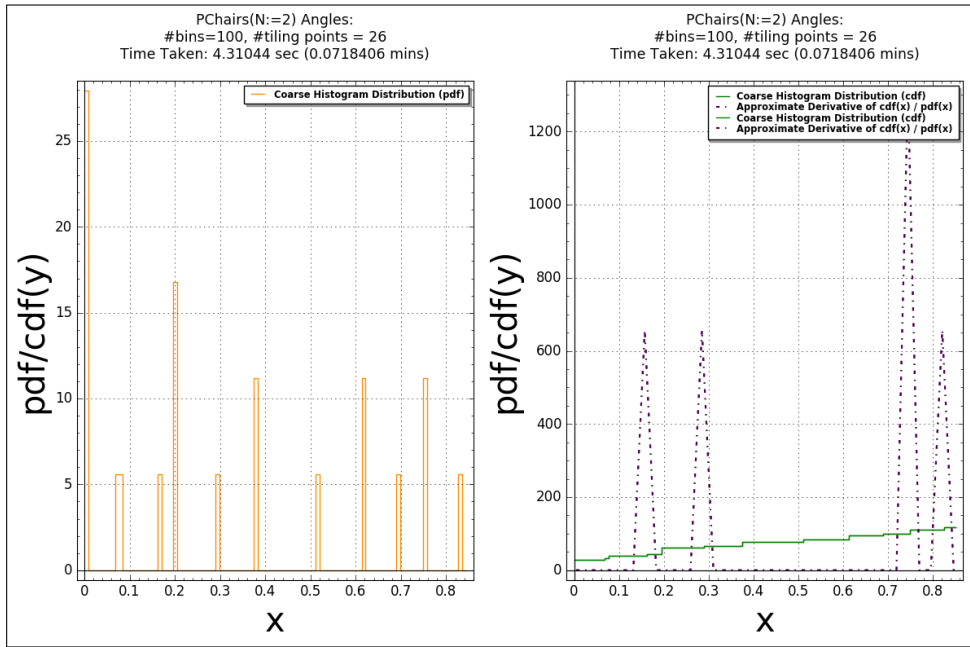 PChairs(N:=2) Angles:
#bins=100, #tiling points = 26
Time Taken: 4.31044 sec (0.0718406 mins)
Coarse Histogram Distribution (pdf)
25
20
15
10
5
0
pdf/cdf(y)
0 0.1 0.2 0.3 0.4 0.5 0.6 0.7 0.8
x
PChairs(N:=2) Angles:
#bins=100, #tiling points = 26
Time Taken: 4.31044 sec (0.0718406 mins)
Coarse Histogram Distribution (cdf)
Approximate Derivative of cdf(x) / pdf(x)
Coarse Histogram Distribution (cdf)
Approximate Derivative of cdf(x) / pdf(x)
1200
1000
800
600
400
200
0
pdf/cdf(y)
0 0.1 0.2 0.3 0.4 0.5 0.6 0.7 0.8
x